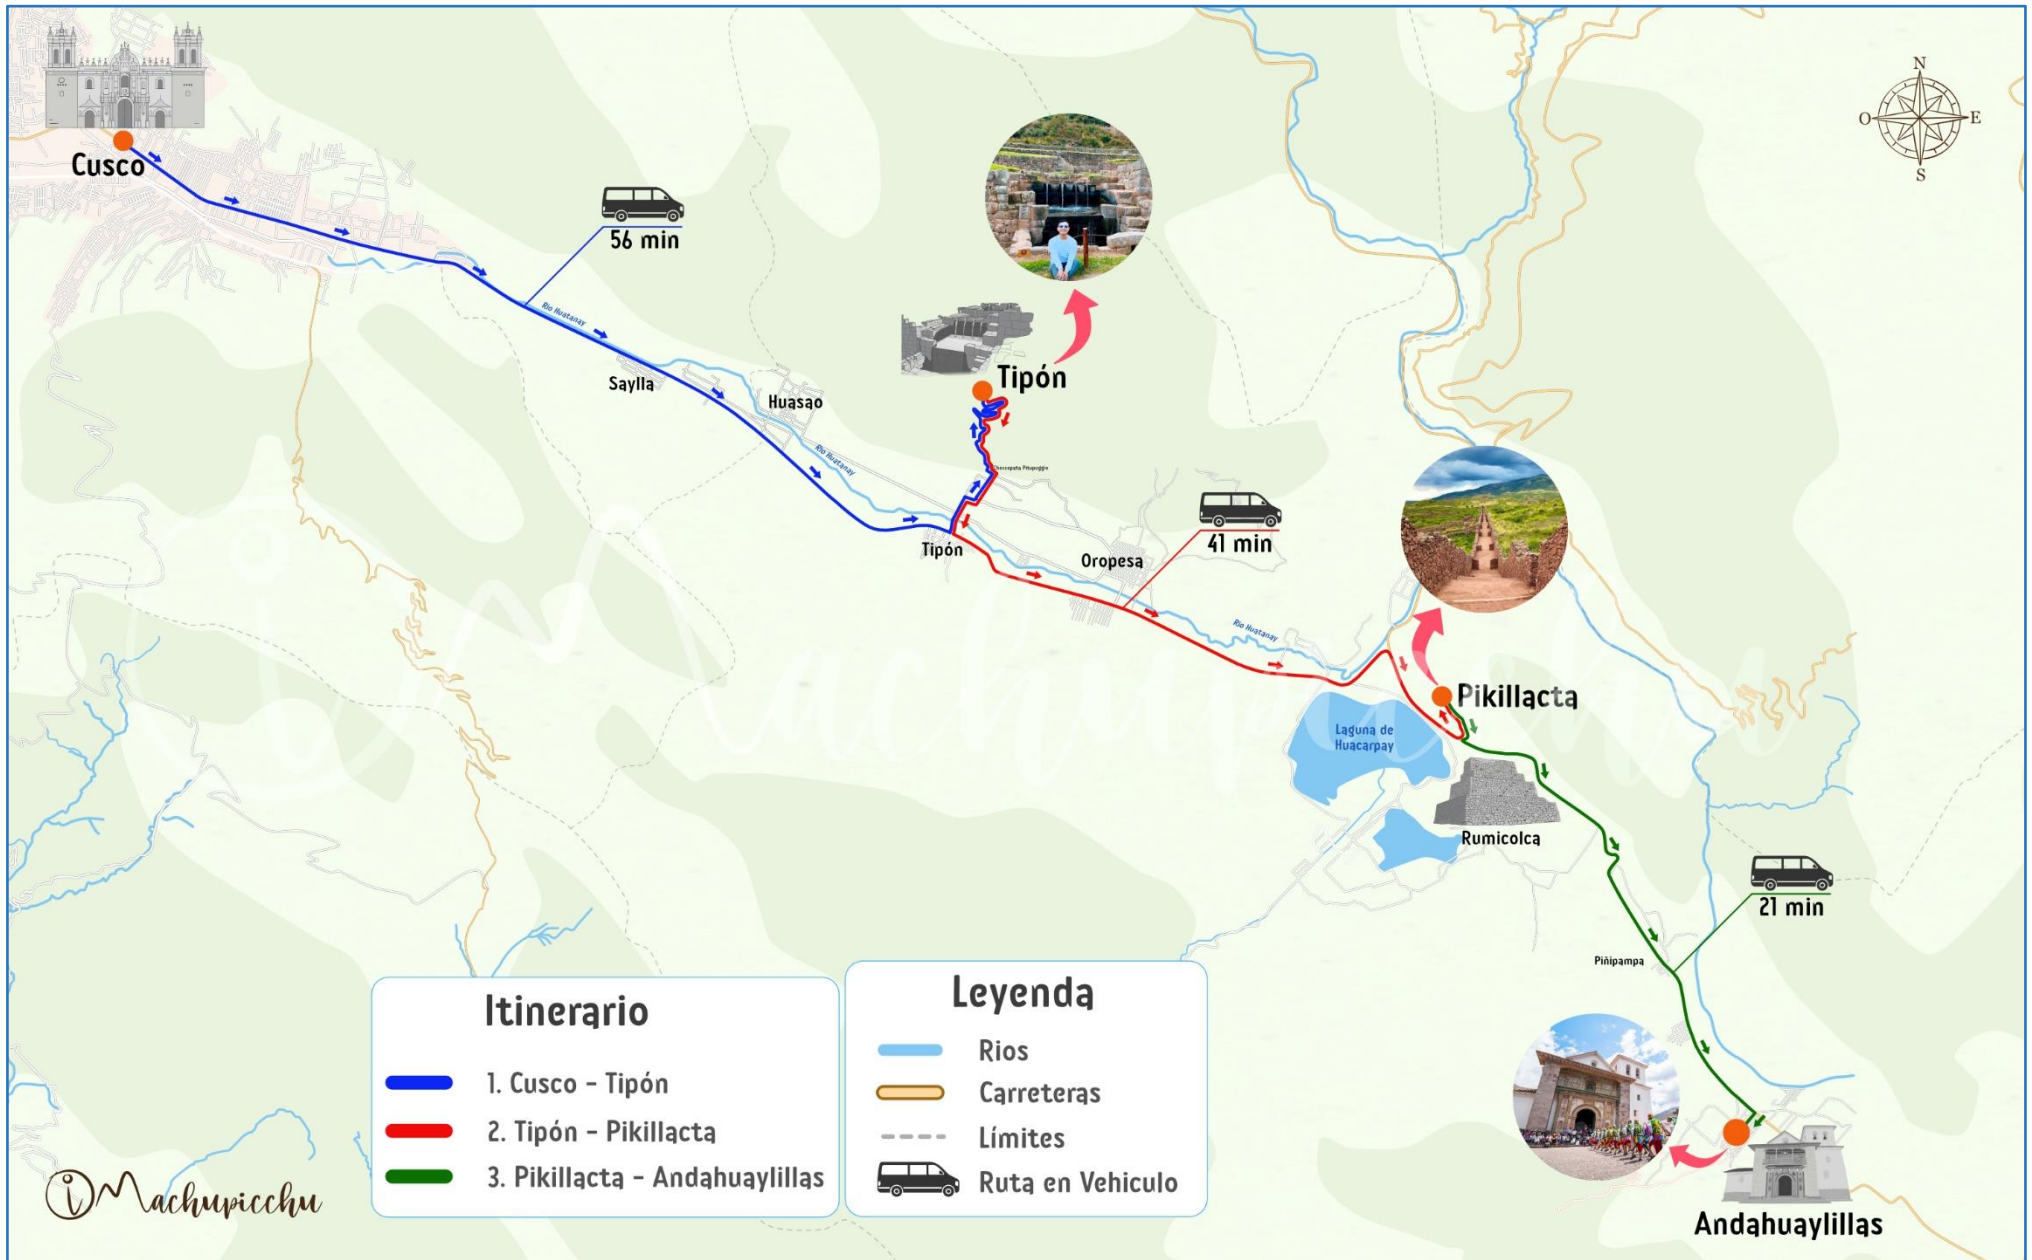 N
O
E
S
Cusco
56 min
Rio Huatanay
Saylla
Huasao
Rio Huatanay
Tipón
Tipón
Oropesa
41 min
Rio Huatanay
Pikillacta
Laguna de
Huacarpay
Rumicolca
21 min
Piñipampa
Andahuaylillas
Itinerario
1. Cusco - Tipón
2. Tipón - Pikillacta
3. Pikillacta - Andahuaylillas
Leyenda
Rios
Carreteras
Límites
Ruta en Vehiculo
iMachupicchu
iMachupicchu